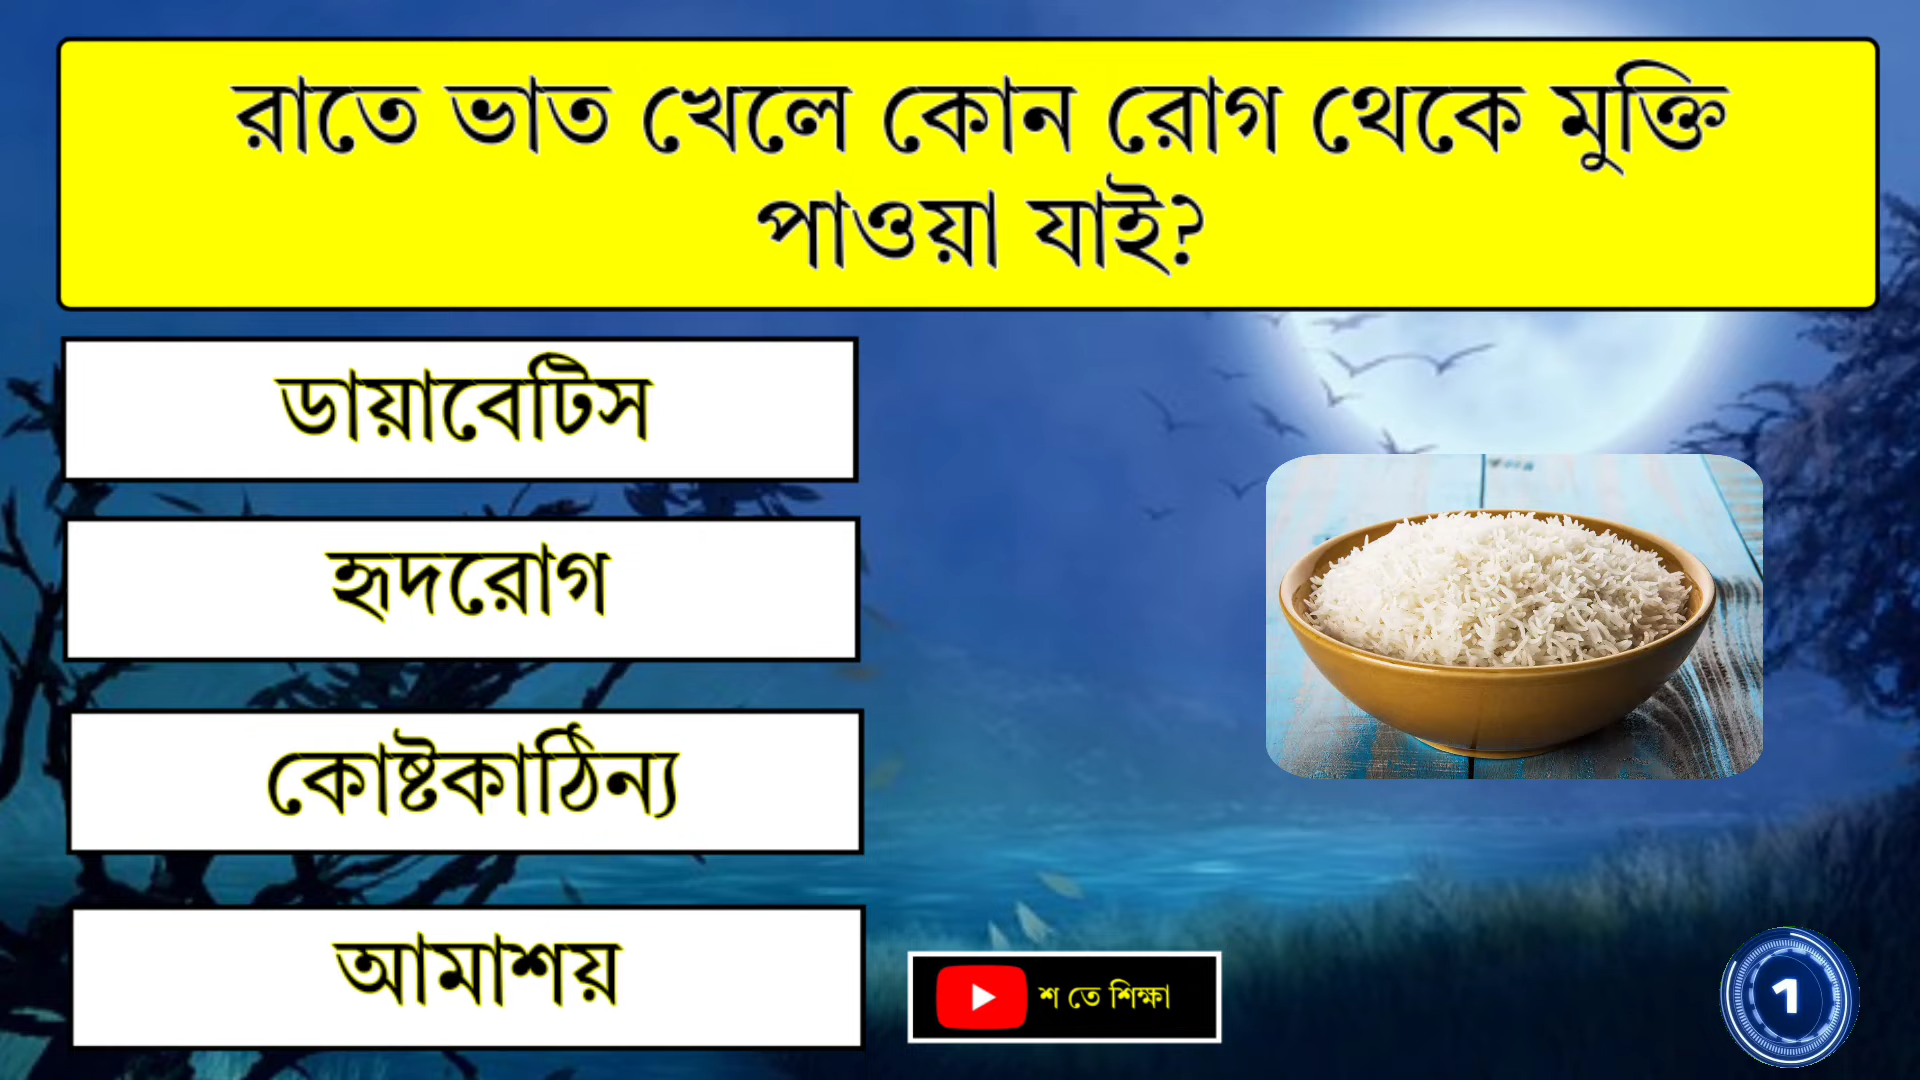 রাতে ভাত খেলে কোন রোগ থেকে মুক্তি
পাওয়া যাই?
ডায়াবেটিস
হৃদরোগ
কোষ্টকাঠিন্য
আমাশয়
শ তে শিক্ষা
1